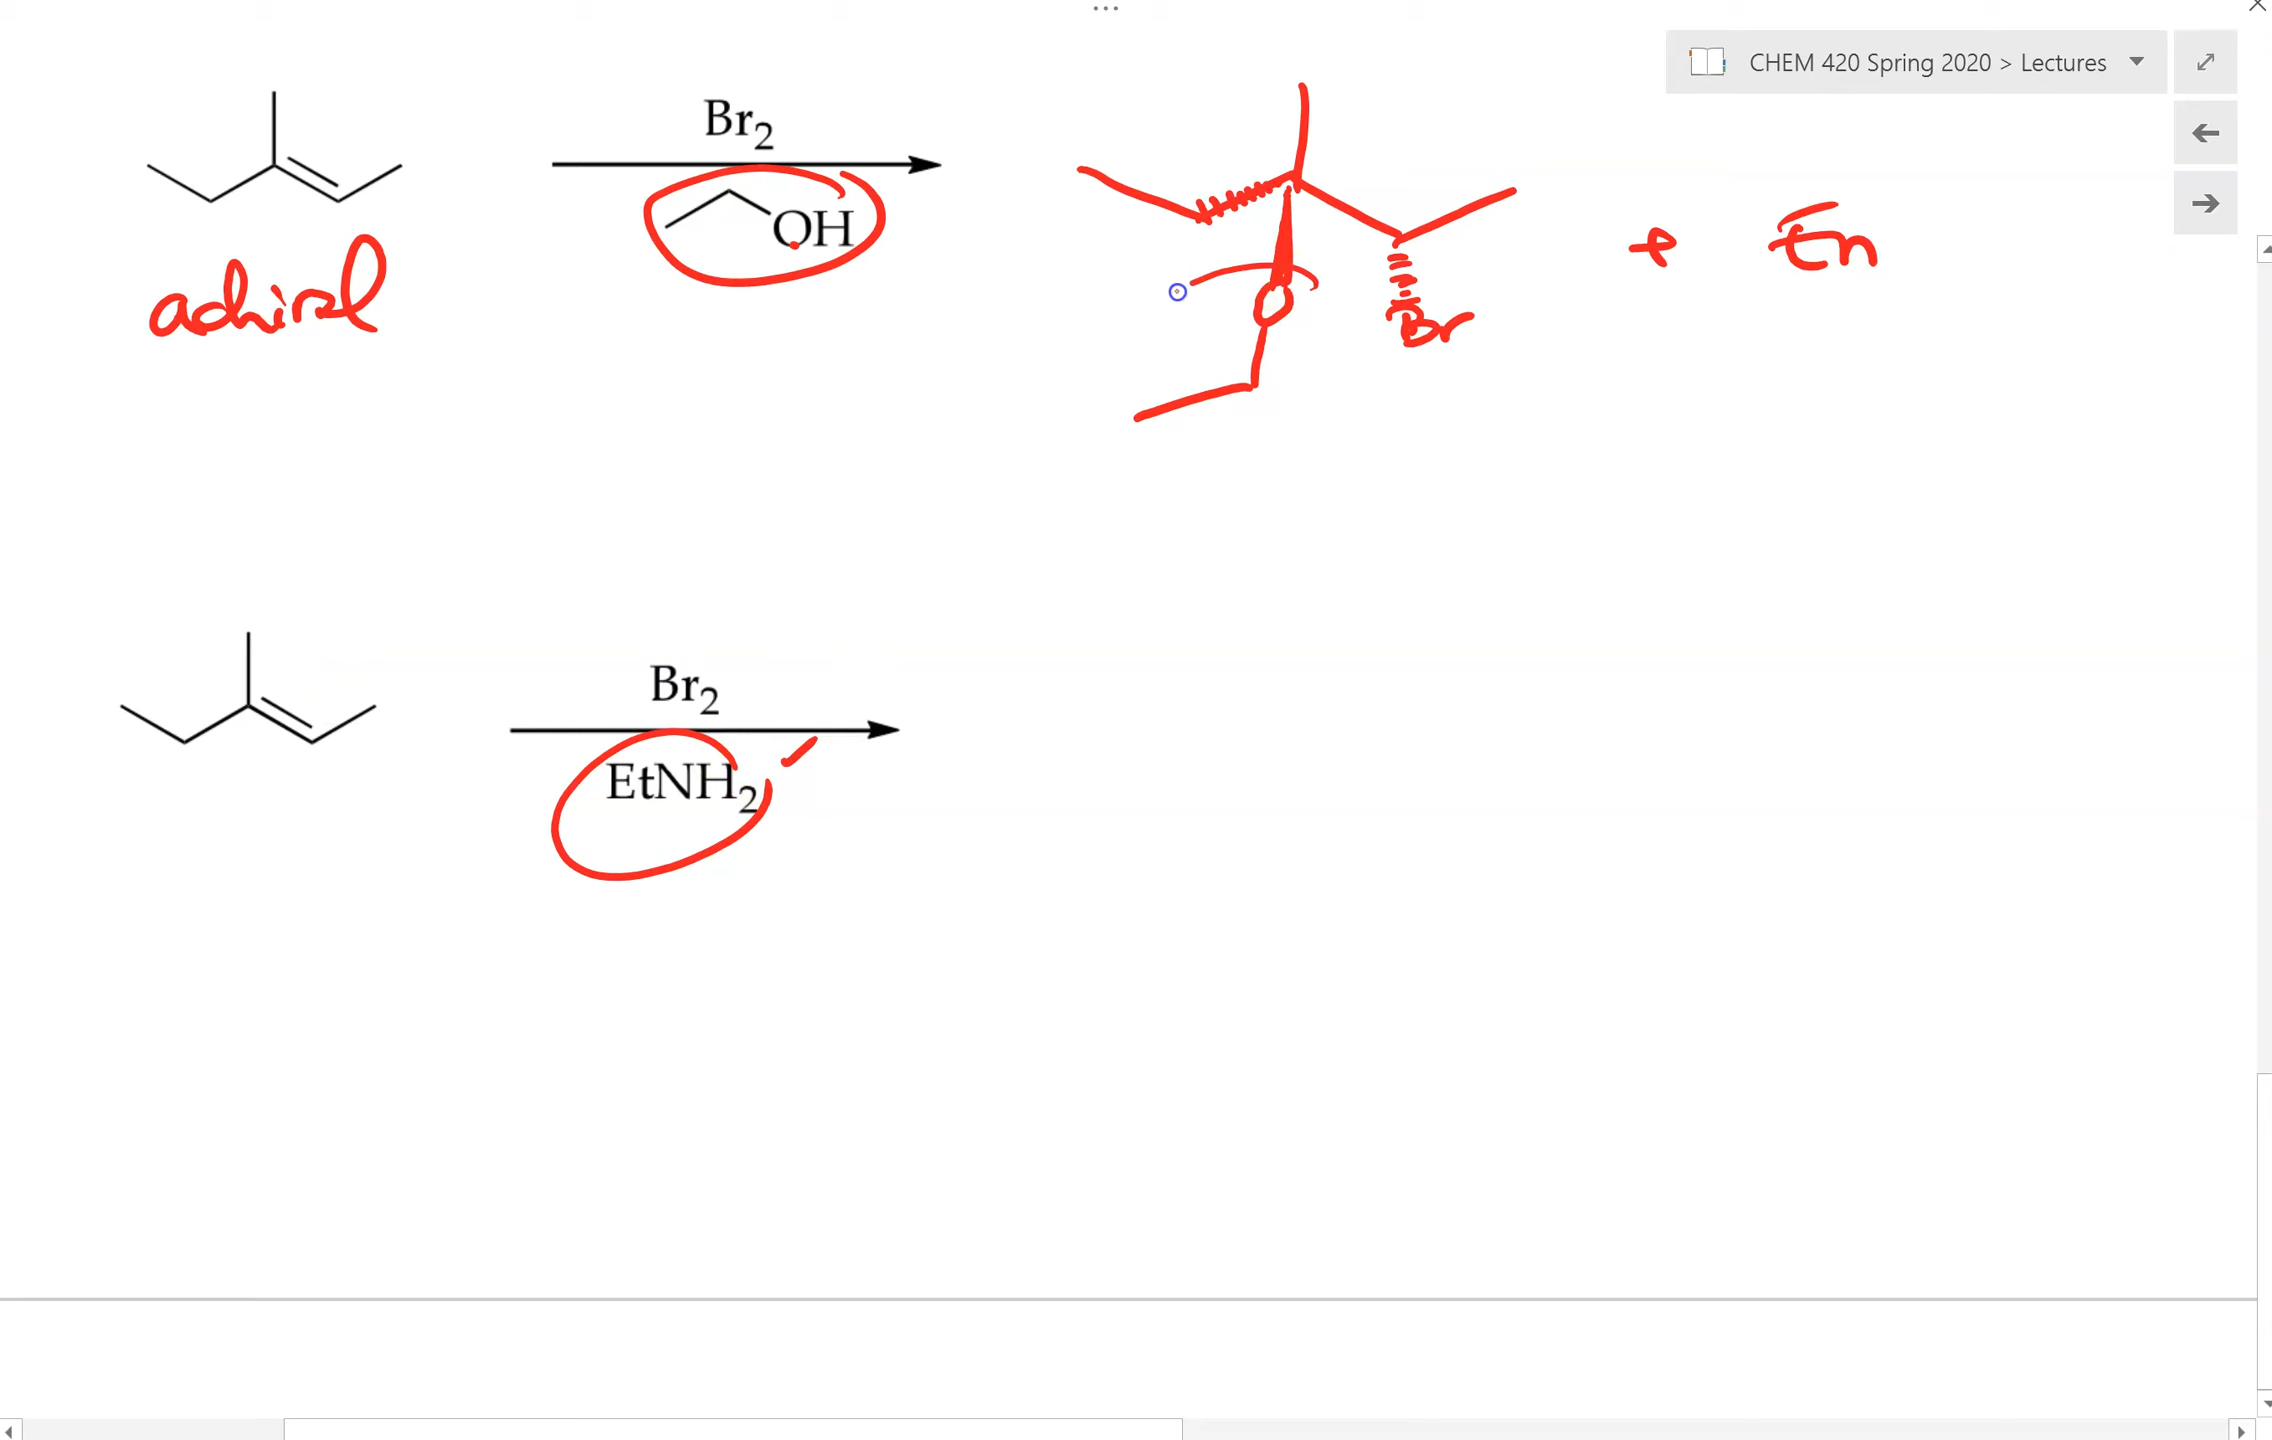 CHEM 420 Spring 2020 > Lectures
Br2
OH
achiral
O
Br
+ En
Br2
EtNH2